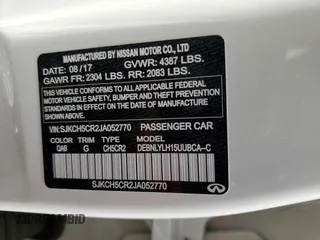 MANUFACTURED BY NISSAN MOTOR CO., LTD
DATE: 08/17 GVWR: 4387 LBS.
GAWR FR: 2304 LBS. RR: 2083 LBS.
THIS VEHICLE CONFORMS TO ALL APPLICABLE
FEDERAL MOTOR VEHICLE SAFETY, BUMPER,
AND THEFT PREVENTION STANDARDS IN
EFFECT ON THE DATE OF MANUFACTURE
SHOWN ABOVE.
VIN:SJKCH5CR2JA052770 PASSENGER CAR
COLOR TRIM TYPE MODEL
QAB G CH5CR2 DEBNLYLH15UUBCA-C
SJKCH5CR2JA052770
INFINITI